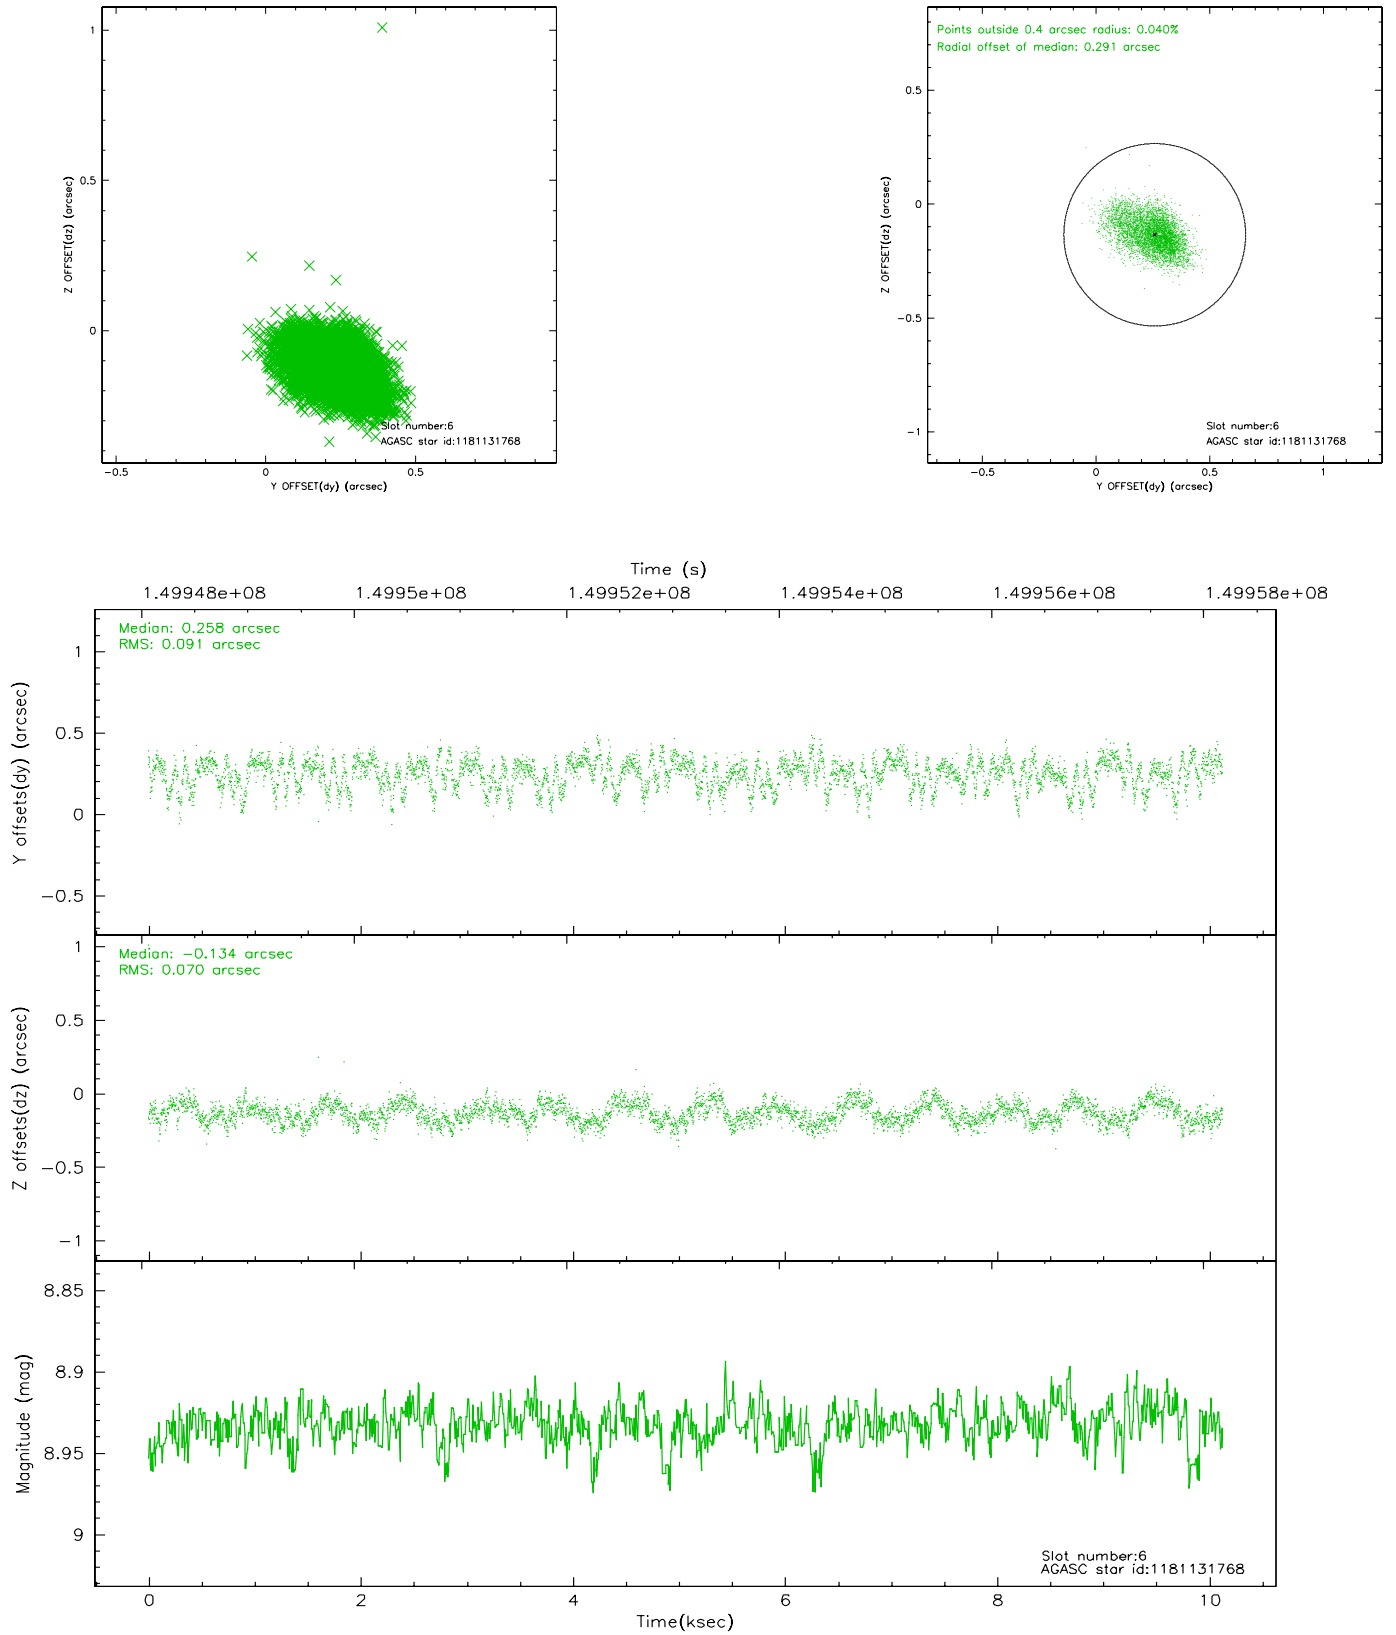 1
0.5
0
Z OFFSET(dz) (arcsec)
Slot number:6
AGASC star id:1181131768
−0.5
0
0.5
Y OFFSET(dy) (arcsec)
Points outside 0.4 arcsec radius: 0.040%
Radial offset of median: 0.291 arcsec
0.5
0
−0.5
−1
Z OFFSET(dz) (arcsec)
Slot number:6
AGASC star id:1181131768
−0.5
0
0.5
1
Y OFFSET(dy) (arcsec)
Time (s)
1.49948e+08
1.4995e+08
1.49952e+08
1.49954e+08
1.49956e+08
1.49958e+08
Median: 0.258 arcsec
RMS: 0.091 arcsec
1
0.5
0
−0.5
Y offsets(dy) (arcsec)
Median: −0.134 arcsec
RMS: 0.070 arcsec
1
0.5
0
−0.5
−1
Z offsets(dz) (arcsec)
8.85
8.9
8.95
9
Magnitude (mag)
Slot number:6
AGASC star id:1181131768
0
2
4
6
8
10
Time(ksec)